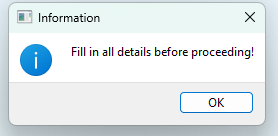 Information
Fill in all details before proceeding!
OK